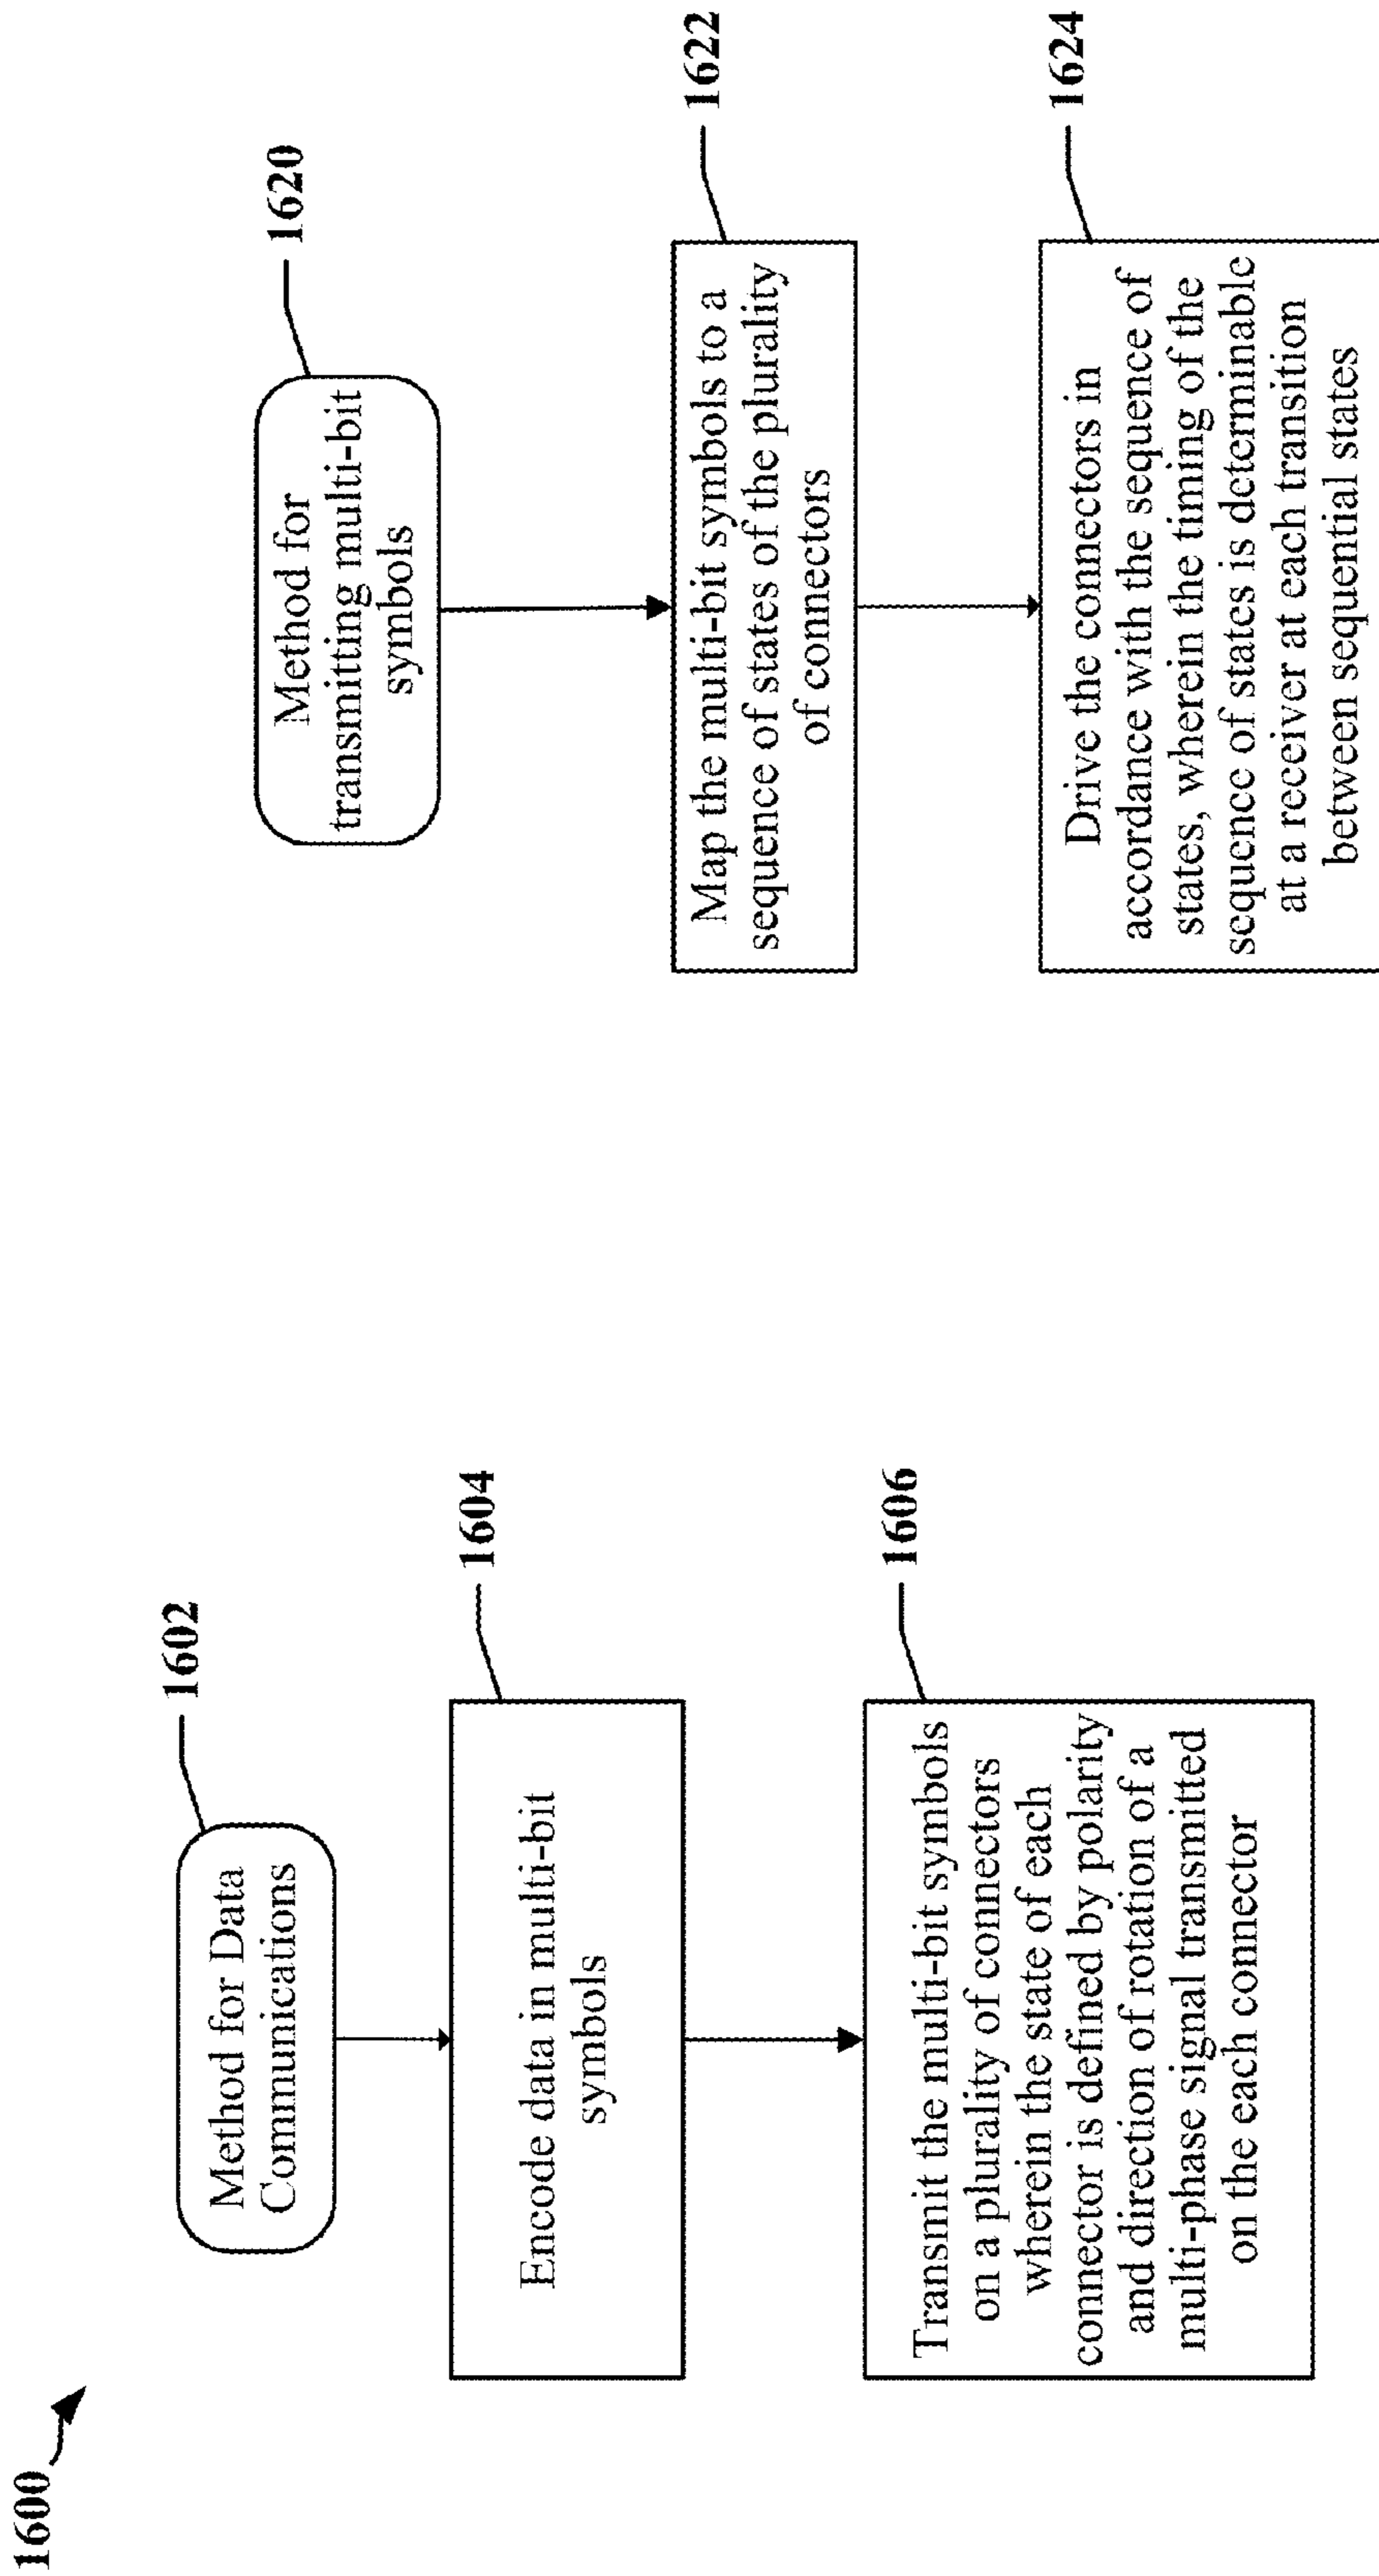 1600
1602
Method for Data
Communications
1604
Encode data in multi-bit
symbols
1606
Transmit the multi-bit symbols
on a plurality of connectors
wherein the state of each
connector is defined by polarity
and direction of rotation of a
multi-phase signal transmitted
on the each connector
1620
Method for
transmitting multi-bit
symbols
1622
Map the multi-bit symbols to a
sequence of states of the plurality
of connectors
1624
Drive the connectors in
accordance with the sequence of
states, wherein the timing of the
sequence of states is determinable
at a receiver at each transition
between sequential states